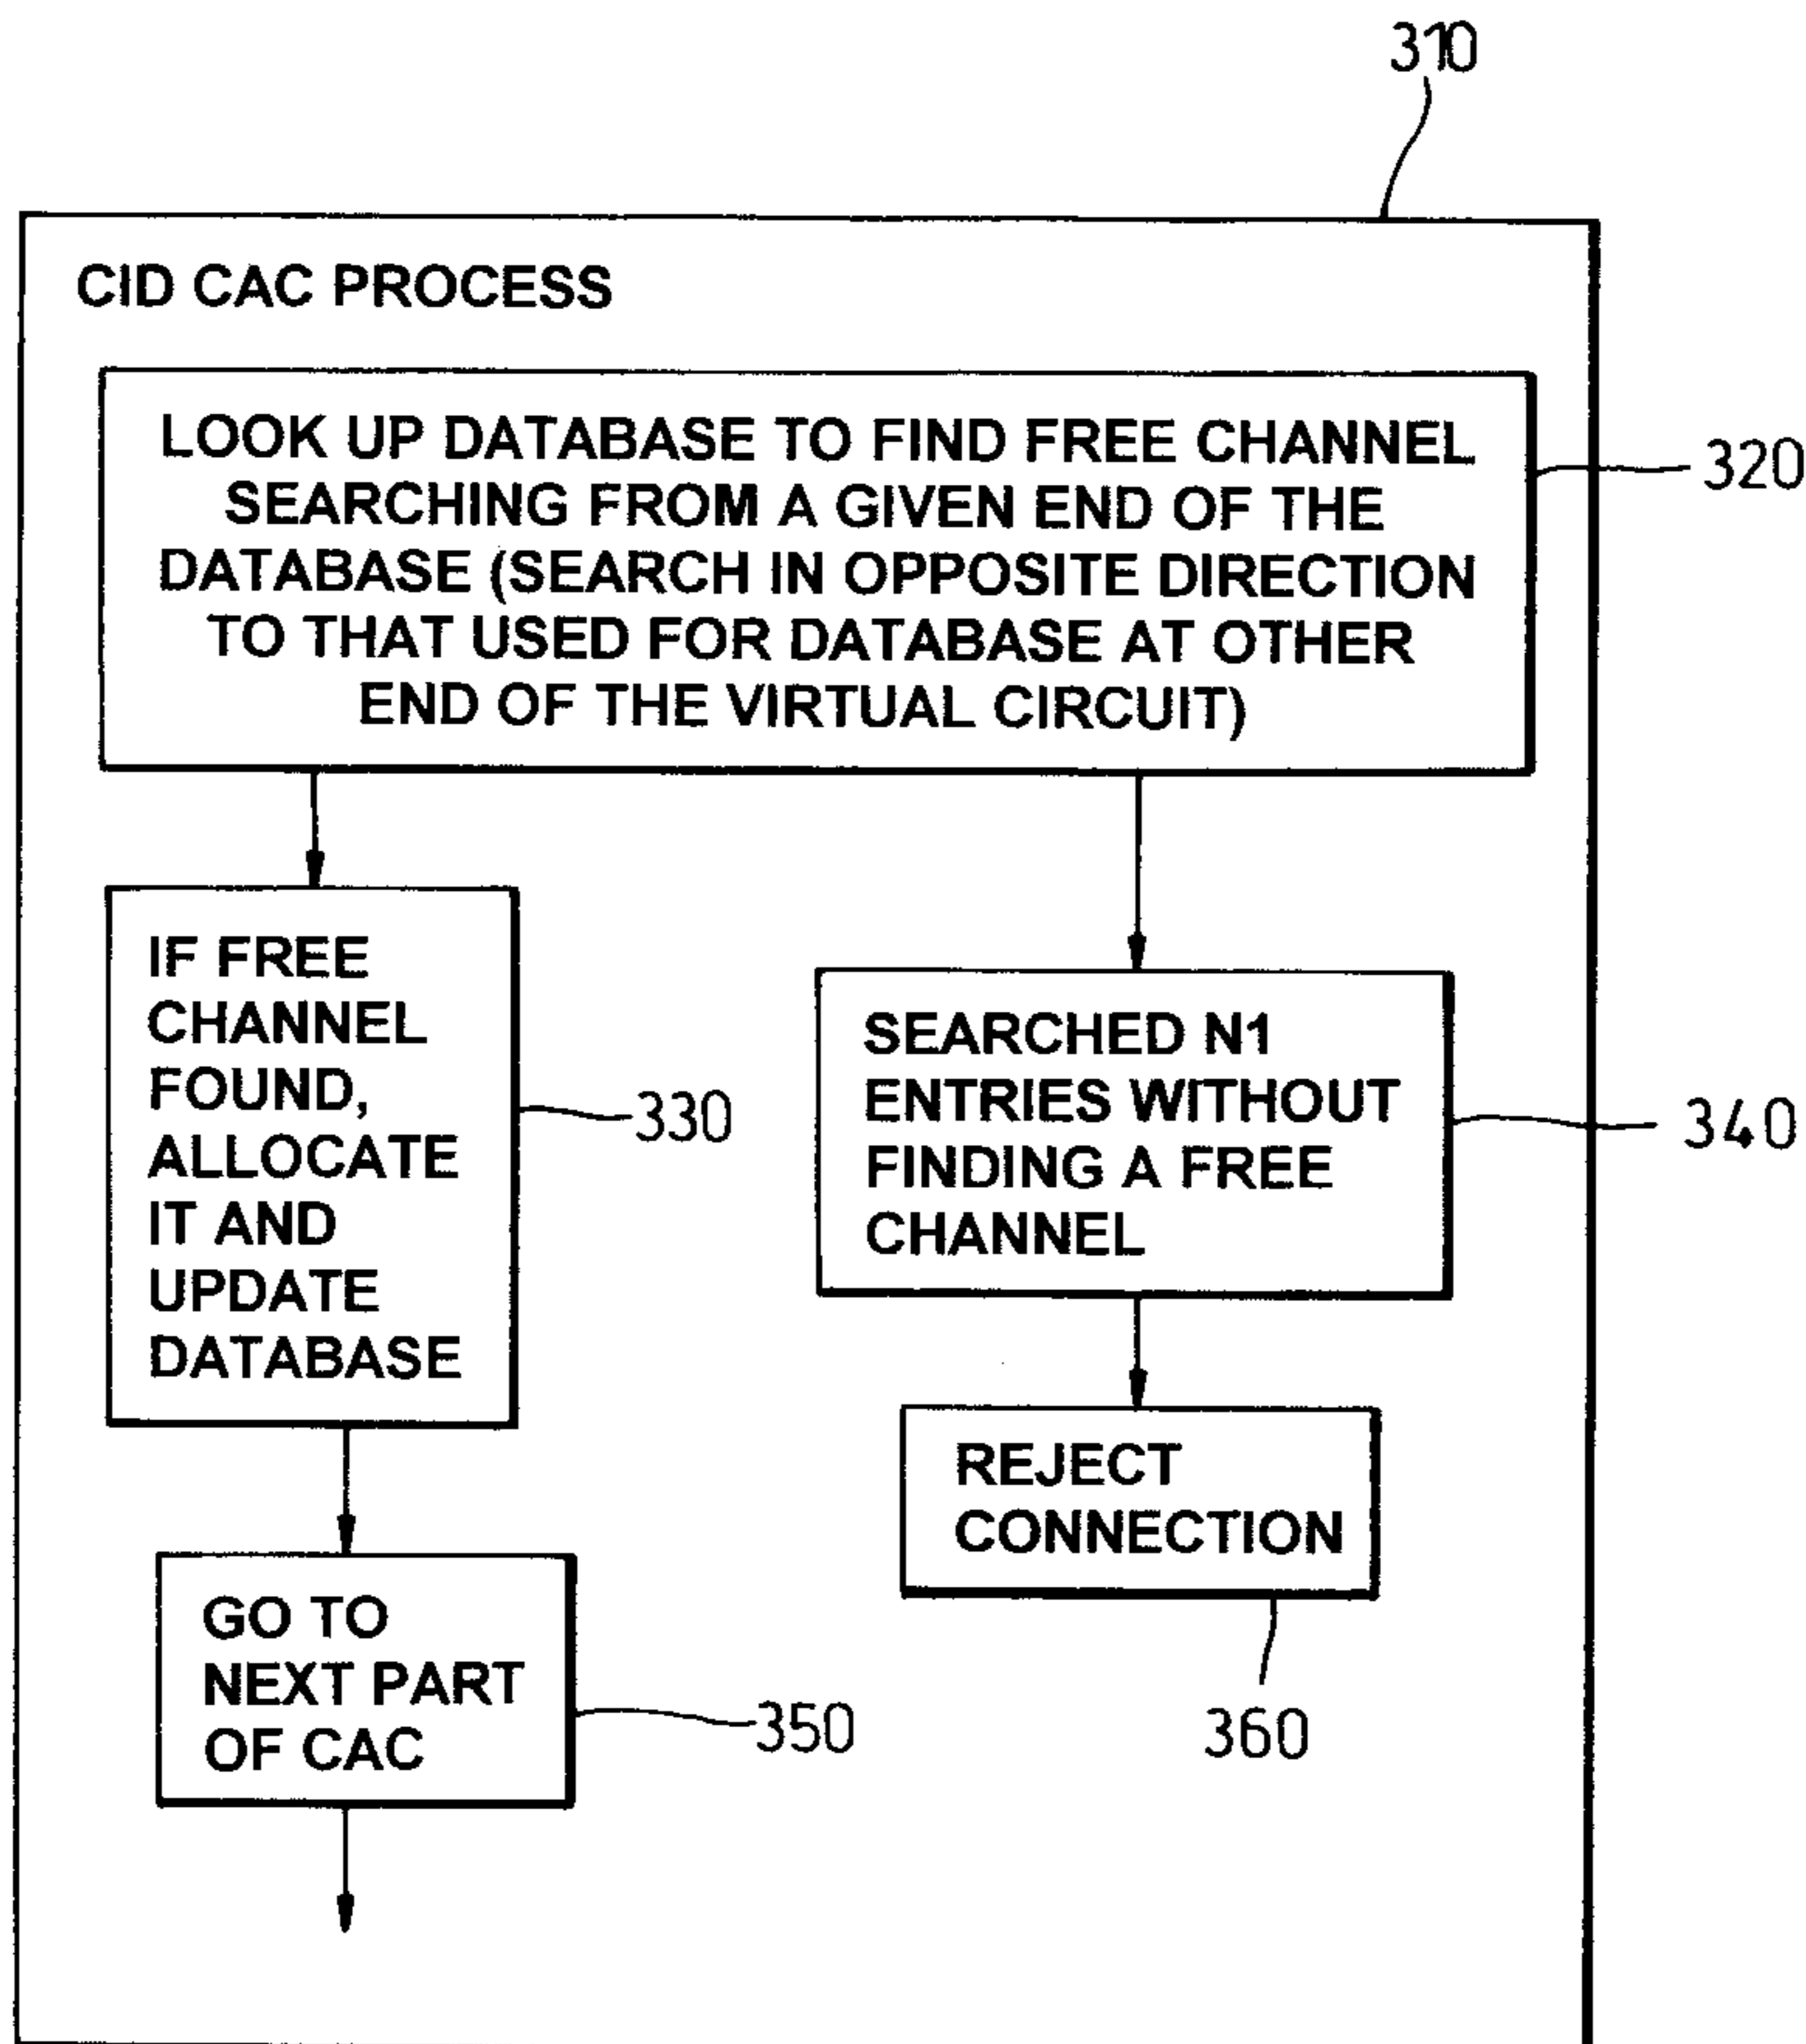 310
CID CAC PROCESS
LOOK UP DATABASE TO FIND FREE CHANNEL
SEARCHING FROM A GIVEN END OF THE
DATABASE (SEARCH IN OPPOSITE DIRECTION
TO THAT USED FOR DATABASE AT OTHER
END OF THE VIRTUAL CIRCUIT)
320
IF FREE
CHANNEL
FOUND,
ALLOCATE
IT AND
UPDATE
DATABASE
330
SEARCHED N1
ENTRIES WITHOUT
FINDING A FREE
CHANNEL
340
GO TO
NEXT PART
OF CAC
350
REJECT
CONNECTION
360